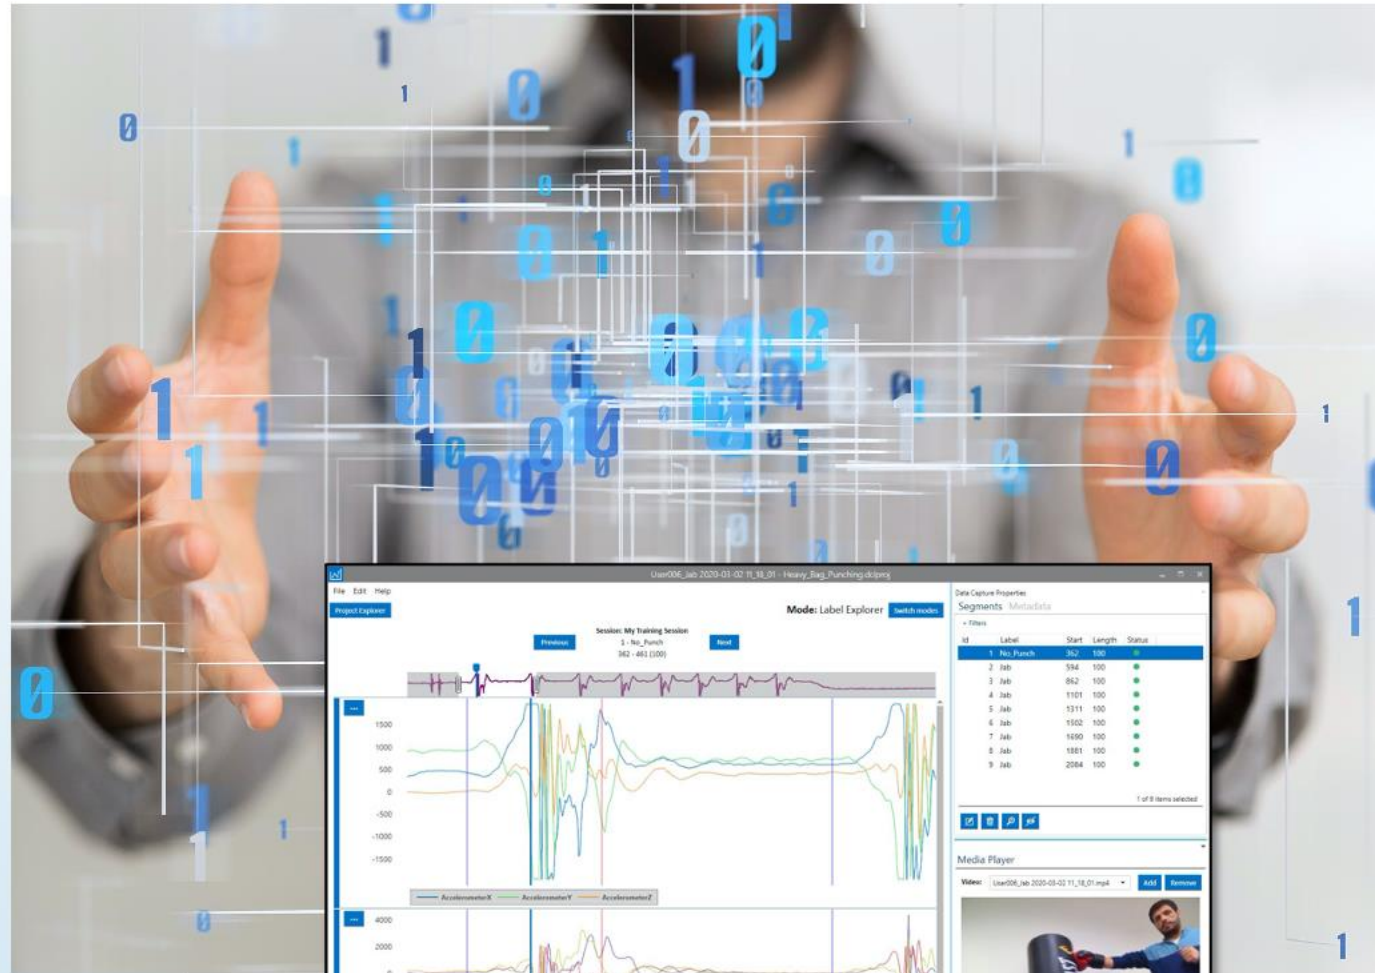 User006_Jab 2020-03-02 11_18_01 - Heavy_Bag_Punching.dclproj
File Edit Help
Project Explorer
Mode: Label Explorer
Switch modes
Session: My Training Session
Previous
1 - No_Punch
Next
362 - 461 (100)
1500
1000
500
0
-500
-1000
-1500
AccelerometerX AccelerometerY AccelerometerZ
4000
2000
Data Capture Properties
Segments Metadata
Filters
Id Label Start Length Status
1 No_Punch 362 100
2 Jab 594 100
3 Jab 862 100
4 Jab 1101 100
5 Jab 1311 100
6 Jab 1502 100
7 Jab 1690 100
8 Jab 1881 100
9 Jab 2084 100
items selected
Media Player
Video: User006_Jab 2020-03-02 11_18_01.mp4 Add Remove